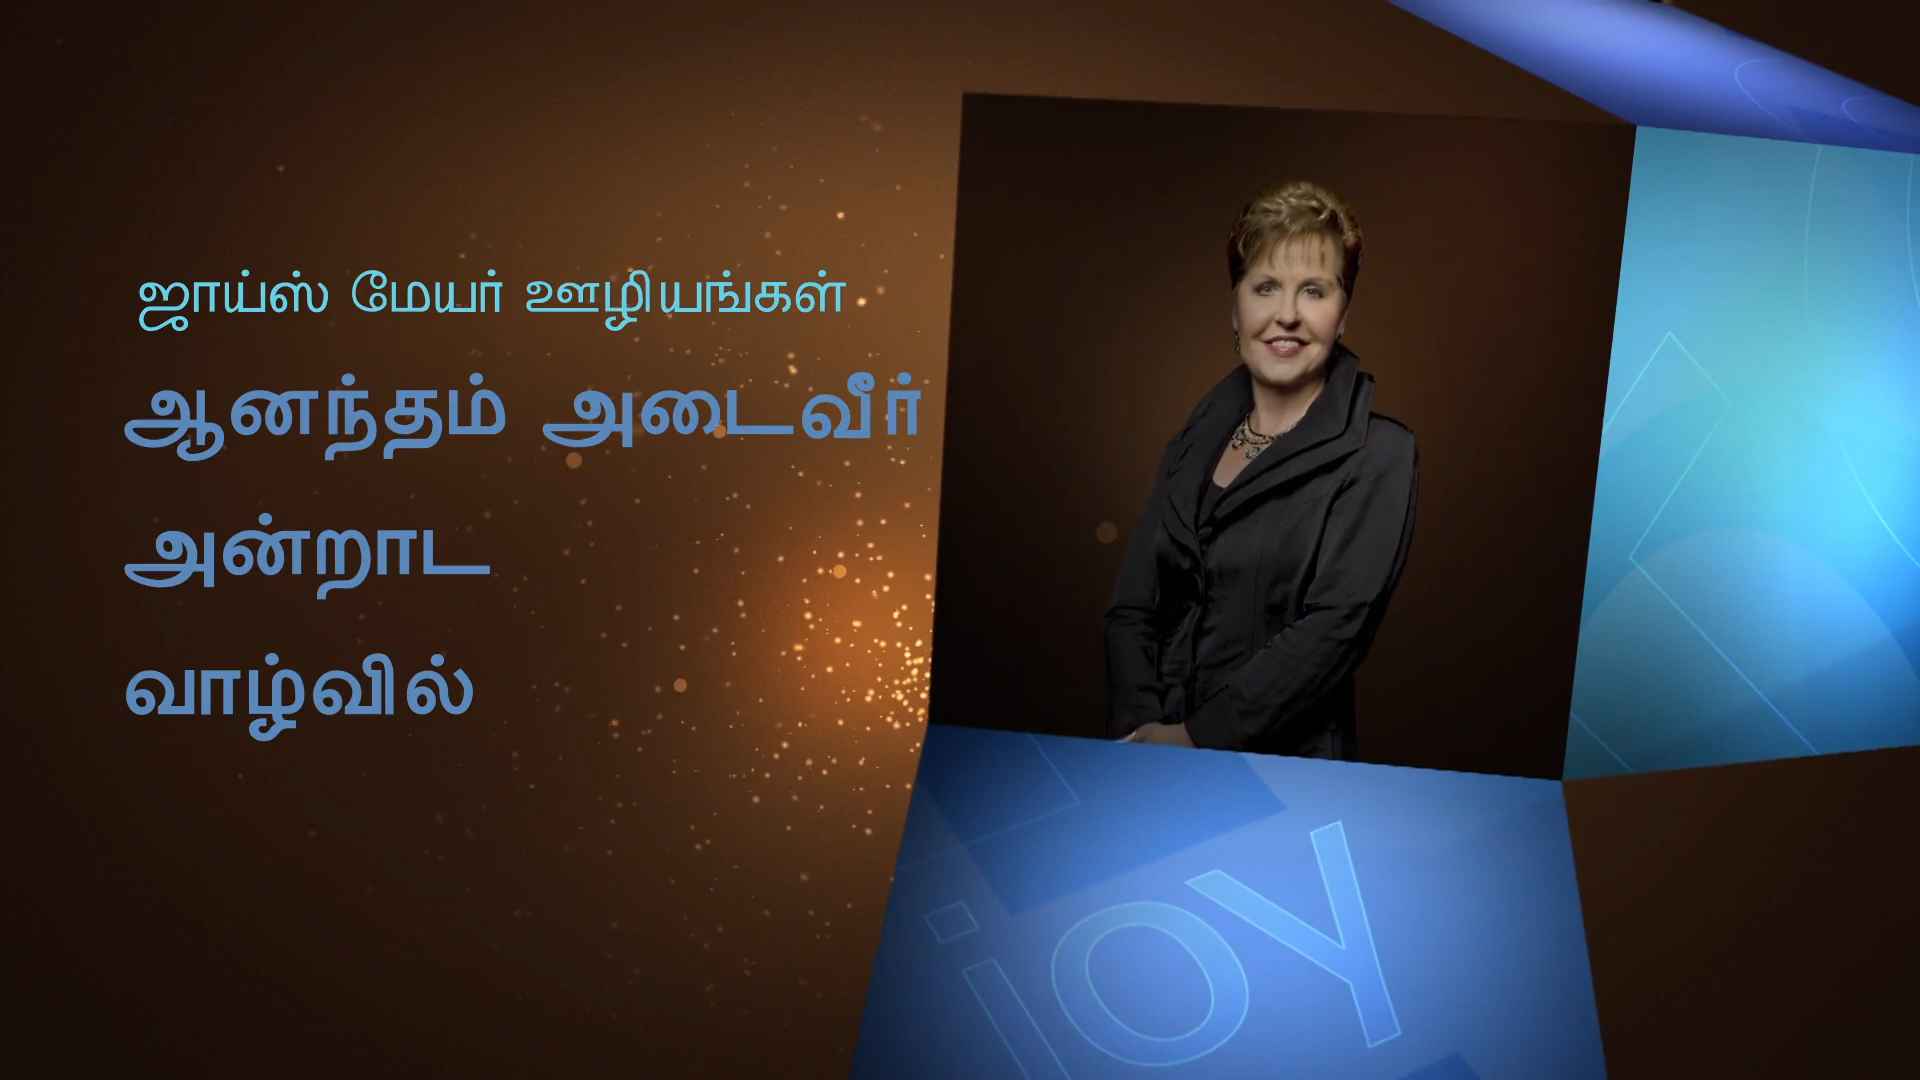 ஜாய்ஸ் மேயர் ஊழியங்கள்
ஆனந்தம் அடைவீர்
அன்றாட
வாழ்வில்
joy